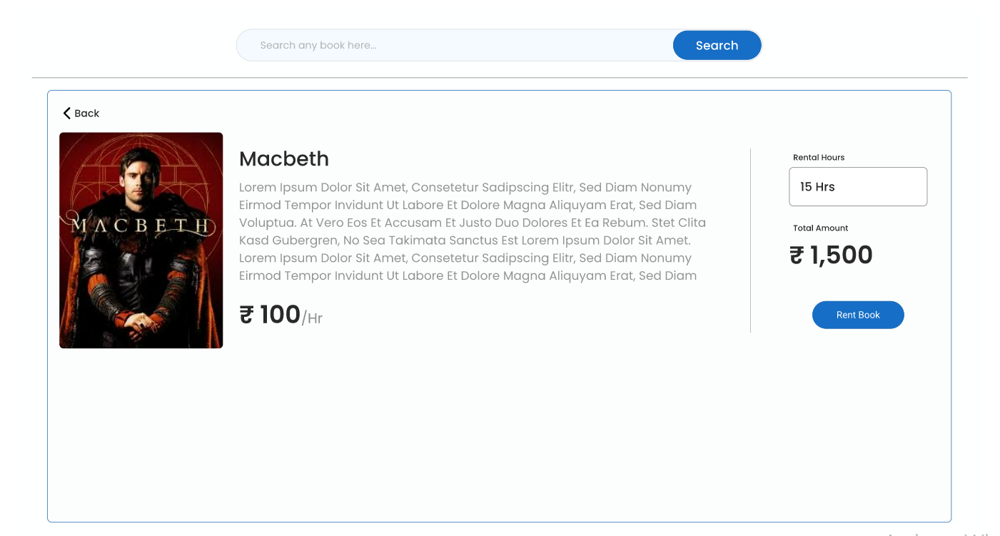 Search any book here...
Search
Back
MACBETH
Macbeth
Lorem Ipsum Dolor Sit Amet, Consetetur Sadipscing Elitr, Sed Diam Nonumy
Eirmod Tempor Invidunt Ut Labore Et Dolore Magna Aliquyam Erat, Sed Diam
Voluptua. At Vero Eos Et Accusam Et Justo Duo Dolores Et Ea Rebum. Stet Clita
Kasd Gubergren, No Sea Takimata Sanctus Est Lorem Ipsum Dolor Sit Amet.
Lorem Ipsum Dolor Sit Amet, Consetetur Sadipscing Elitr, Sed Diam Nonumy
Eirmod Tempor Invidunt Ut Labore Et Dolore Magna Aliquyam Erat, Sed Diam
₹ 100/Hr
Rental Hours
15 Hrs
Total Amount
₹ 1,500
Rent Book